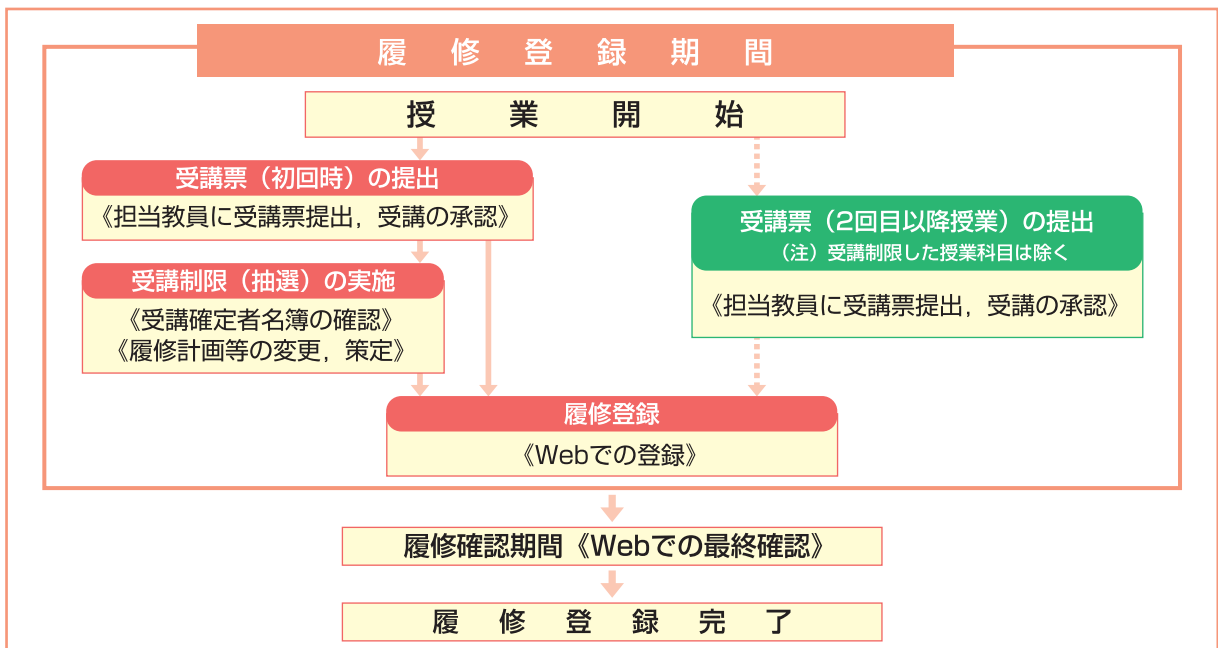 履修登録期間
授業開始
受講票（初回時）の提出
《担当教員に受講票提出，受講の承認》
受講制限（抽選）の実施
《受講確定者名簿の確認》
《履修計画等の変更，策定》
受講票（2回目以降授業）の提出
（注）受講制限した授業科目は除く
《担当教員に受講票提出，受講の承認》
履修登録
《Webでの登録》
履修確認期間《Webでの最終確認》
履修登録完了